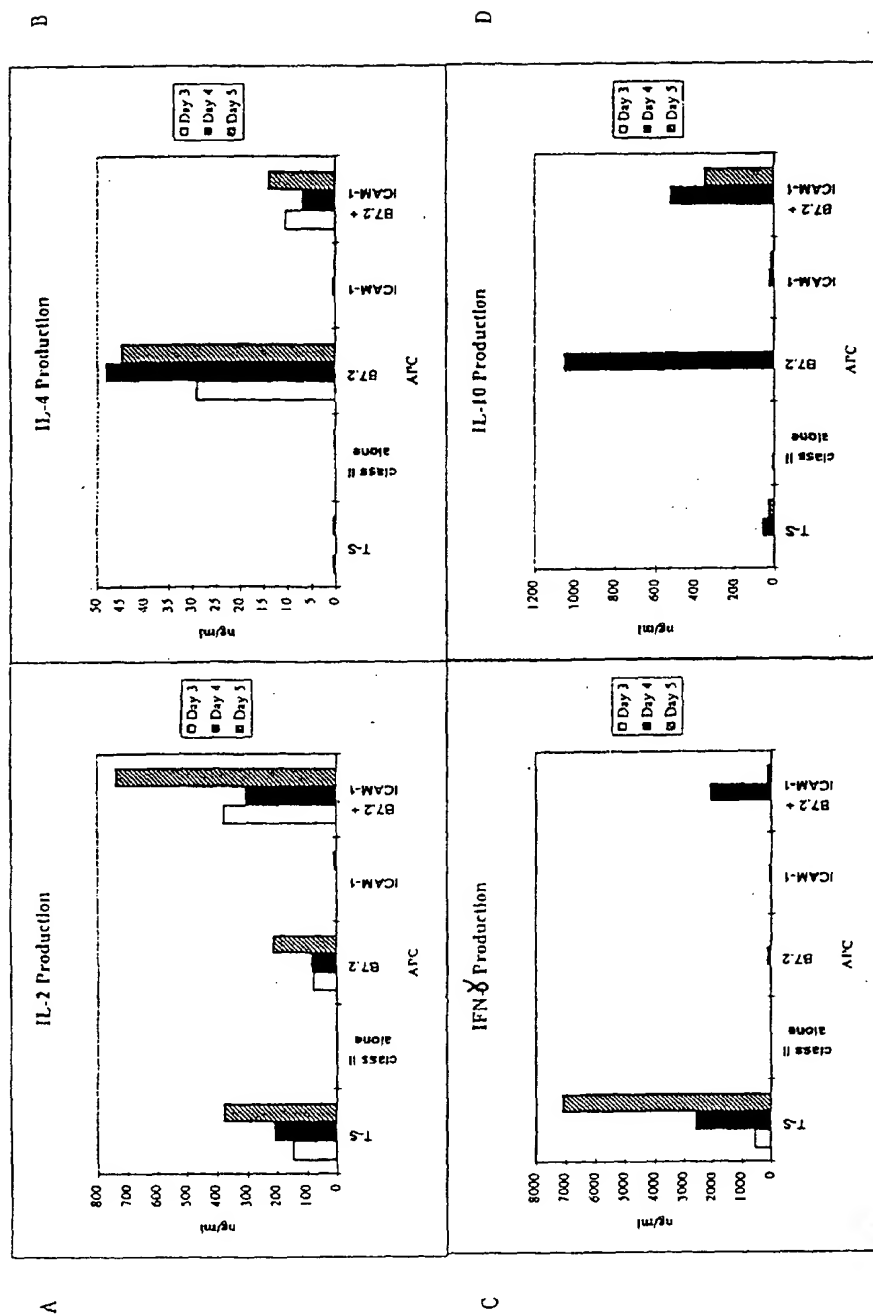 A
IL-2 Production
800
700
600
500
400
300
200
100
0
ng/ml
T-S
class II
alone
B7.2
ICAM-1
B7.2 +
ICAM-1
APC
Day 3
Day 4
Day 5
B
IL-4 Production
50
45
40
35
30
25
20
15
10
5
0
ng/ml
T-S
class II
alone
B7.2
ICAM-1
B7.2 +
ICAM-1
APC
Day 3
Day 4
Day 5
C
IFN-γ Production
8000
7000
6000
5000
4000
3000
2000
1000
0
ng/ml
T-S
class II
alone
B7.2
ICAM-1
B7.2 +
ICAM-1
APC
Day 3
Day 4
Day 5
D
IL-10 Production
1200
1000
800
600
400
200
0
ng/ml
T-S
class II
alone
B7.2
ICAM-1
B7.2 +
ICAM-1
APC
Day 3
Day 4
Day 5